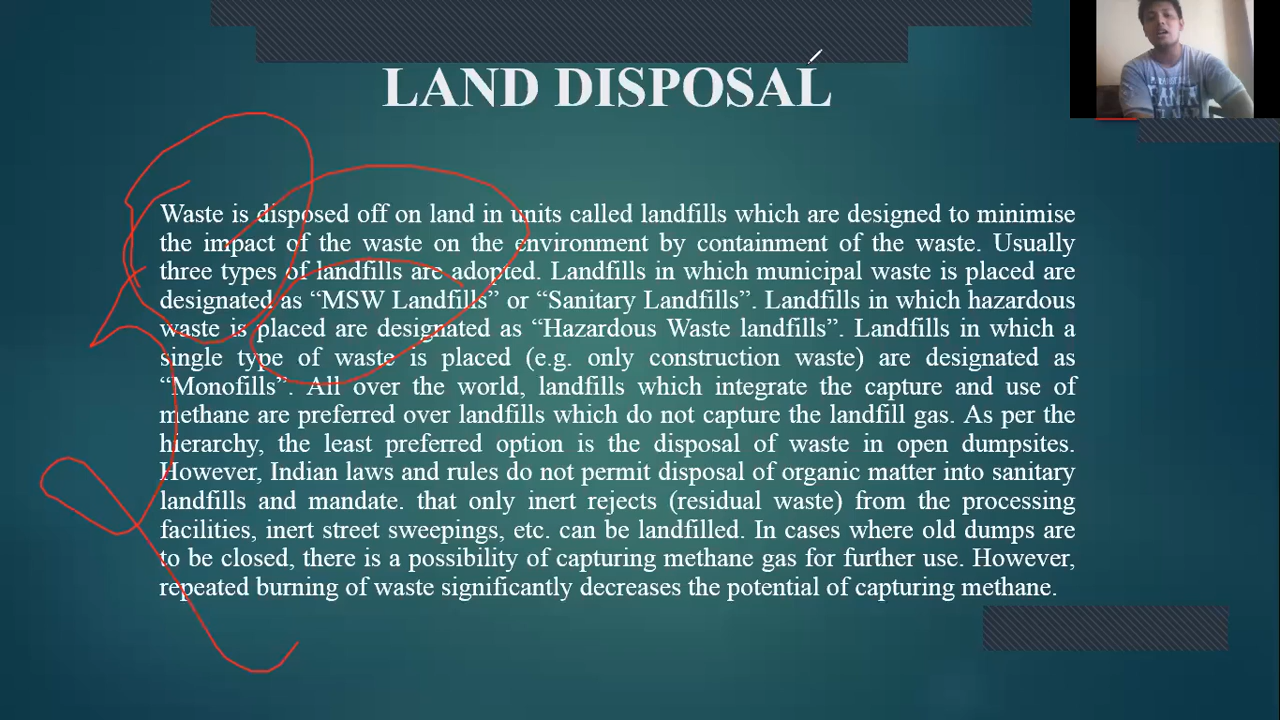 LAND DISPOSAL
Waste is disposed off on land in units called landfills which are designed to minimise
the impact of the waste on the environment by containment of the waste. Usually
three types of landfills are adopted. Landfills in which municipal waste is placed are
designated as “MSW Landfills” or “Sanitary Landfills”. Landfills in which hazardous
waste is placed are designated as “Hazardous Waste landfills”. Landfills in which a
single type of waste is placed (e.g. only construction waste) are designated as
“Monofills”. All over the world, landfills which integrate the capture and use of
methane are preferred over landfills which do not capture the landfill gas. As per the
hierarchy, the least preferred option is the disposal of waste in open dumpsites.
However, Indian laws and rules do not permit disposal of organic matter into sanitary
landfills and mandate. that only inert rejects (residual waste) from the processing
facilities, inert street sweepings, etc. can be landfilled. In cases where old dumps are
to be closed, there is a possibility of capturing methane gas for further use. However,
repeated burning of waste significantly decreases the potential of capturing methane.